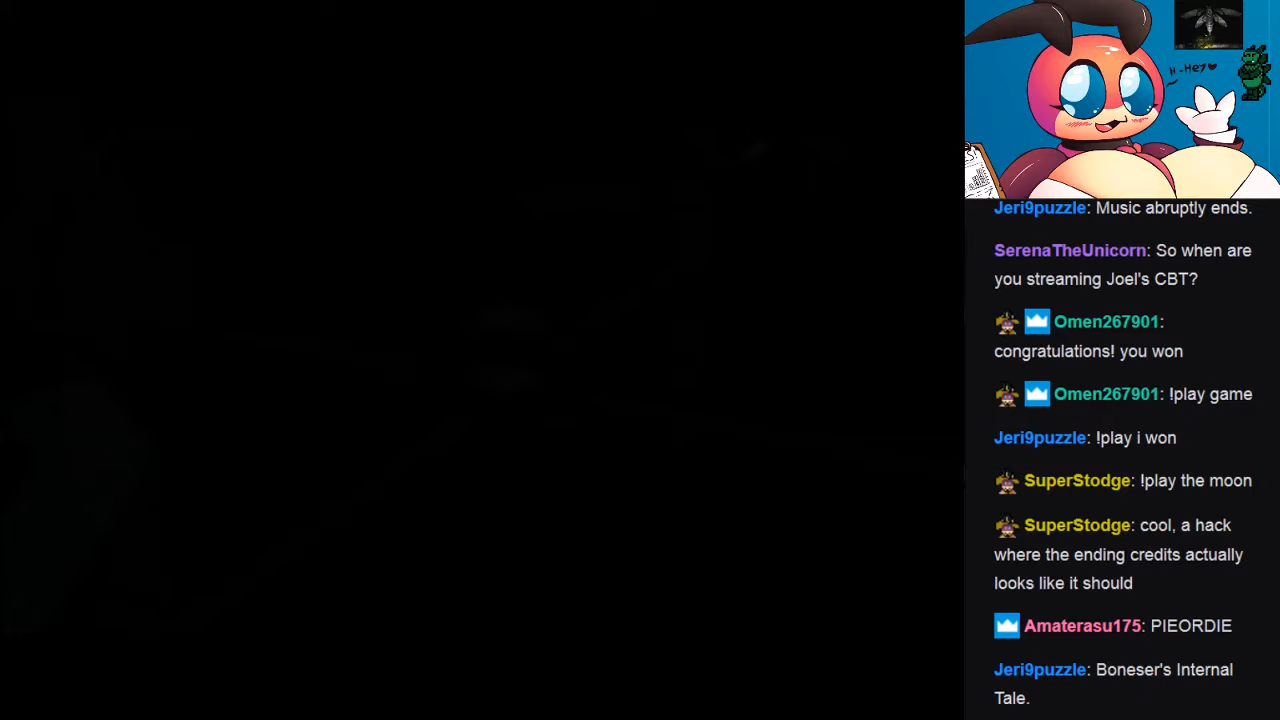 H-Hey♥
Jeri9puzzle: Music abruptly ends.
SerenaTheUnicorn: So when are
you streaming Joel's CBT?
Omen267901:
congratulations! you won
Omen267901: !play game
Jeri9puzzle: !play i won
SuperStodge: !play the moon
SuperStodge: cool, a hack
where the ending credits actually
looks like it should
Amaterasu175: PIEORDIE
Jeri9puzzle: Boneser's Internal
Tale.